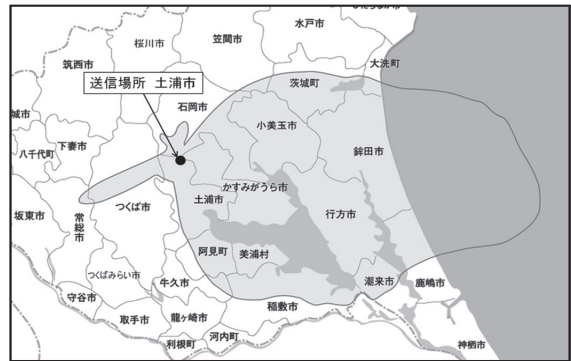 水戸市
笠間市
桜川市
大洗町
筑西市
茨城町
送信場所 土浦市
石岡市
小美玉市
城市
下妻市
八千代町
鉾田市
かすみがうら市
土浦市
つくば市
行方市
坂東市
常総市
阿見町
美浦村
つくばみらい市
牛久市
潮来市
鹿嶋市
守谷市
稲敷市
取手市
龍ヶ崎市
河内町
利根町
神栖市